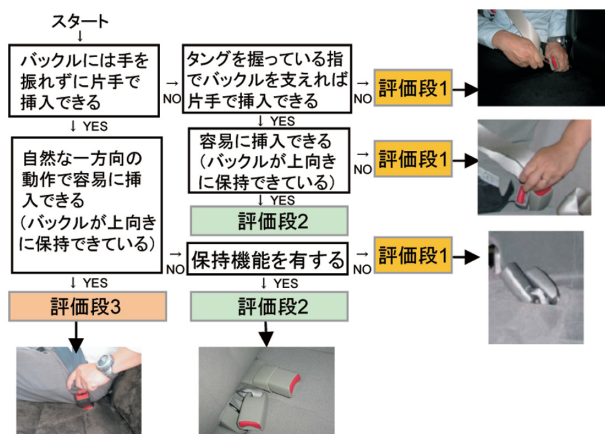 スタート
バックルには手を
振れずに片手で
挿入できる
→
NO
タングを握っている指
でバックルを支えれば
片手で挿入できる
→
NO
評価段1
↓ YES
↓ YES
自然な一方向の
動作で容易に挿
入できる
(バックルが上向き
に保持できている)
容易に挿入できる
(バックルが上向き
に保持できている)
→
NO
評価段1
↓ YES
評価段2
→
NO
保持機能を有する
→
NO
評価段1
↓ YES
↓ YES
評価段3
評価段2